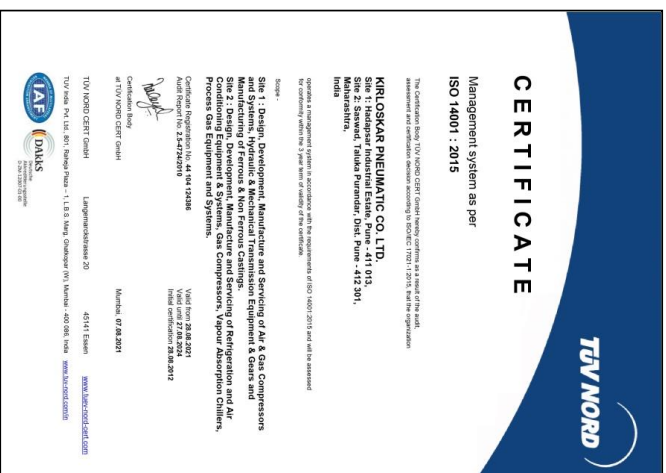 TÜV NORD
CERTIFICATE
Management system as per
ISO 14001 : 2015
The Certification Body TÜV NORD CERT GmbH hereby confirms as a result of the audit,
assessment and certification decision according to ISO/IEC 17021-1:2015, that the organization
KIRLOSKAR PNEUMATIC CO. LTD.
Site 1: Hadapsar Industrial Estate, Pune - 411 013,
Site 2: Saswad, Taluka Purandar, Dist. Pune - 412 301,
Maharashtra,
India
operates a management system in accordance with the requirements of ISO 14001:2015 and will be assessed
for conformity within the 3 year term of validity of the certificate.
Scope -
Site 1 : Design, Development, Manufacture and Servicing of Air & Gas Compressors
and Systems, Hydraulic & Mechanical Transmission Equipment & Gears and
Manufacturing of Ferrous & Non Ferrous Castings.
Site 2 : Design, Development, Manufacture and Servicing of Refrigeration and Air
Conditioning Equipment & Systems, Gas Compressors, Vapour Absorption Chillers,
Process Gas Equipment and Systems.
Certificate Registration No. 44 104 124386
Audit Report No. 2.5-4724/2010
Valid from 28.08.2021
Valid until 27.08.2024
Initial certification 28.08.2012
Certification Body
at TÜV NORD CERT GmbH
Mumbai, 07.08.2021
TÜV NORD CERT GmbH Langemarckstrasse 20 45141 Essen www.tuev-nord-cert.com
TÜV India Pvt. Ltd., 801, Raheja Plaza – 1, L.B.S. Marg, Ghatkopar (W), Mumbai - 400 086, India www.tuv-nord.com/in
IAF
DAkkS
Deutsche
Akkreditierungsstelle